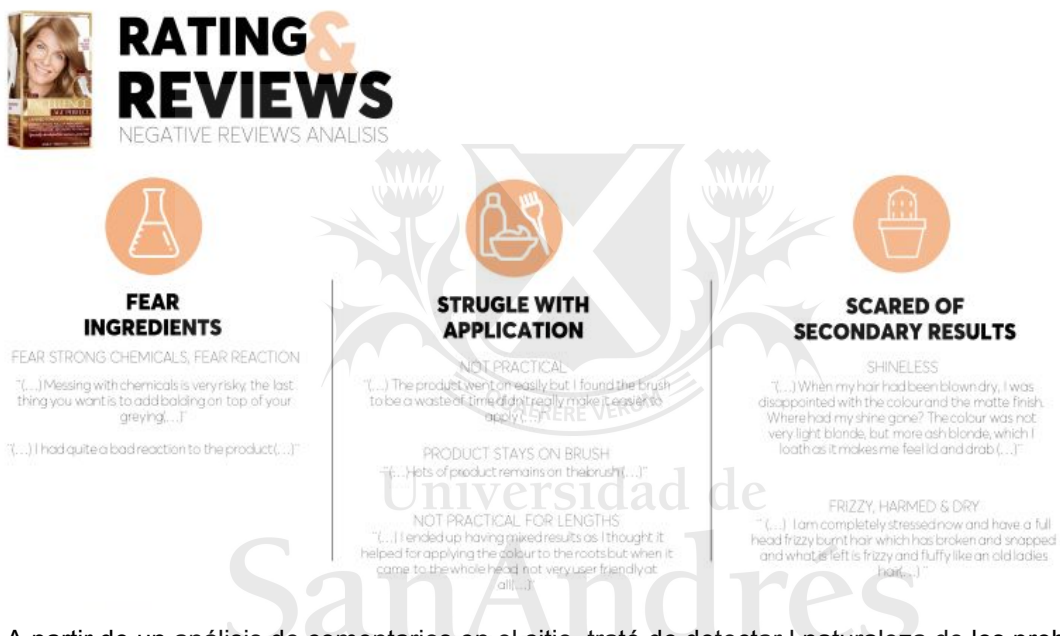 RATING&
REVIEWS
NEGATIVE REVIEWS ANALISIS
EXCELLENCE
AGE PERFECT
FEAR
INGREDIENTS
FEAR STRONG CHEMICALS, FEAR REACTION
"(...) Messing with chemicals is very risky, the last
thing you want is to add balding on top of your
greying(...)"
"(...) I had quite a bad reaction to the product(...)"
STRUGLE WITH
APPLICATION
NOT PRACTICAL
"(...) The product went on easily but I found the brush
to be a waste of time didn't really make it easier to
apply (...)
PRODUCT STAYS ON BRUSH
"(...) lots of product remains on the brush(...)"
NOT PRACTICAL FOR LENGTHS
"(...) I ended up having mixed results as I thought it
helped for applying the colour to the roots but when it
came to the whole head not very user friendly at
all(...)"
SCARED OF
SECONDARY RESULTS
SHINELESS
"(...) When my hair had been blown dry, I was
disappointed with the colour and the matte finish.
Where had my shine gone? The colour was not
very light blonde, but more ash blonde, which I
loath as it makes me feel ld and drab (...)"
FRIZZY, HARMED & DRY
"(...) I am completely stressed now and have a full
head frizzy burnt hair which has broken and snapped
and what is left is frizzy and fluffy like an old ladies
hair(...)"
QUAERERE VERUM
Universidad de
SanAndrés